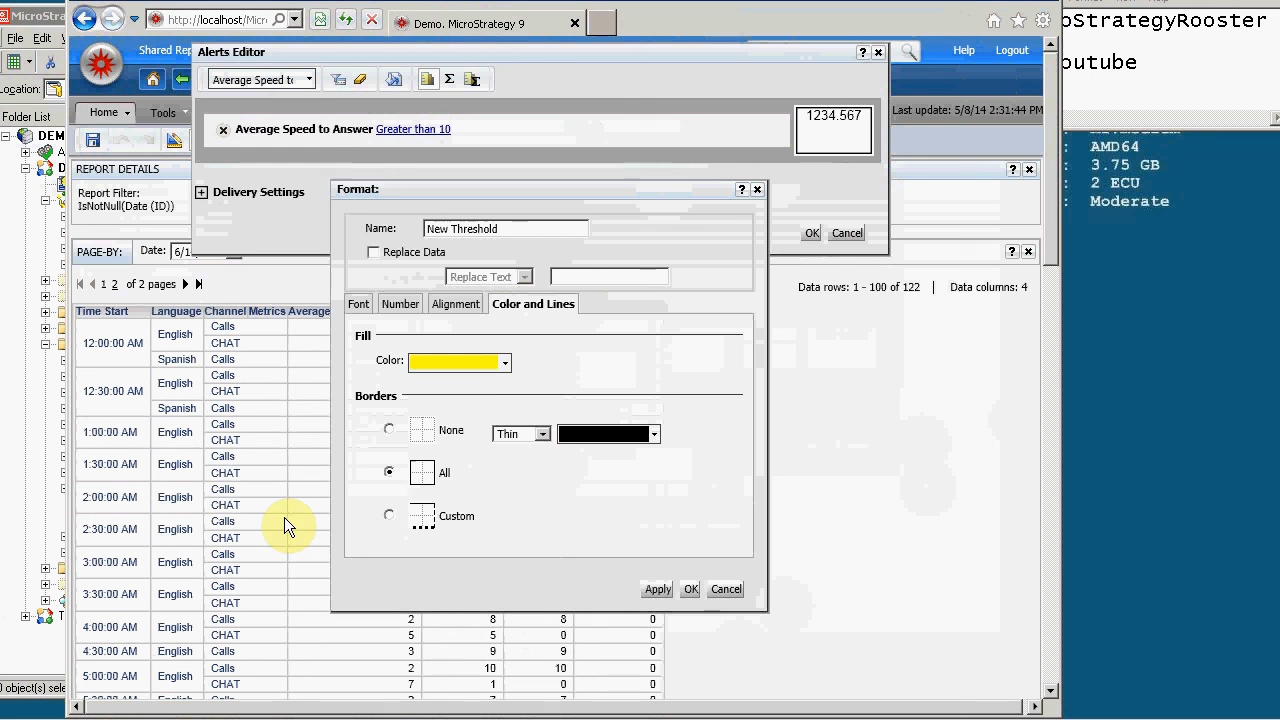 MicroStra
http://localhost/Micr
Demo. MicroStrategy 9
oStrategyRooster
outube
File Edit
Shared Rep
Help Logout
Alerts Editor
Average Speed to
Location:
Home Tools
Last update: 5/8/14 2:31:44 PM
Average Speed to Answer Greater than 10
1234.567
Folder List
DEM
AMD64
: 3.75 GB
: 2 ECU
: Moderate
REPORT DETAILS
Report Filter:
IsNotNull(Date (ID))
Delivery Settings
OK Cancel
Format:
Name: New Threshold
Replace Data
Replace Text
PAGE-BY: Date: 6/1
1 2 of 2 pages
Data rows: 1 - 100 of 122 | Data columns: 4
Font Number Alignment Color and Lines
Fill
Color:
Borders
None Thin
All
Custom
Apply OK Cancel
Time Start Language Channel Metrics Average
12:00:00 AM English Calls
CHAT
Spanish Calls
12:30:00 AM English Calls
CHAT
Spanish Calls
1:00:00 AM English Calls
CHAT
1:30:00 AM English Calls
CHAT
2:00:00 AM English Calls
CHAT
2:30:00 AM English Calls
CHAT
3:00:00 AM English Calls
CHAT
3:30:00 AM English Calls
CHAT
4:00:00 AM English Calls 2 8 8 0
CHAT 5 5 0 0
4:30:00 AM English Calls 3 9 9 0
5:00:00 AM English Calls 2 10 10 0
CHAT 7 1 0 0
0 object(s) sele